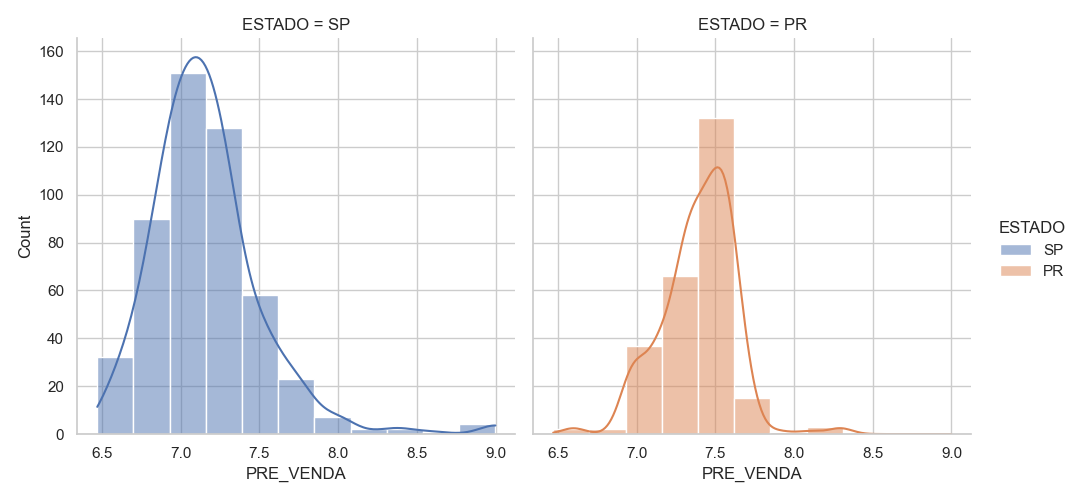 ESTADO = SP
ESTADO = PR
160
140
120
100
80
60
40
20
0
Count
6.5 7.0 7.5 8.0 8.5 9.0
6.5 7.0 7.5 8.0 8.5 9.0
PRE_VENDA
PRE_VENDA
ESTADO
SP
PR